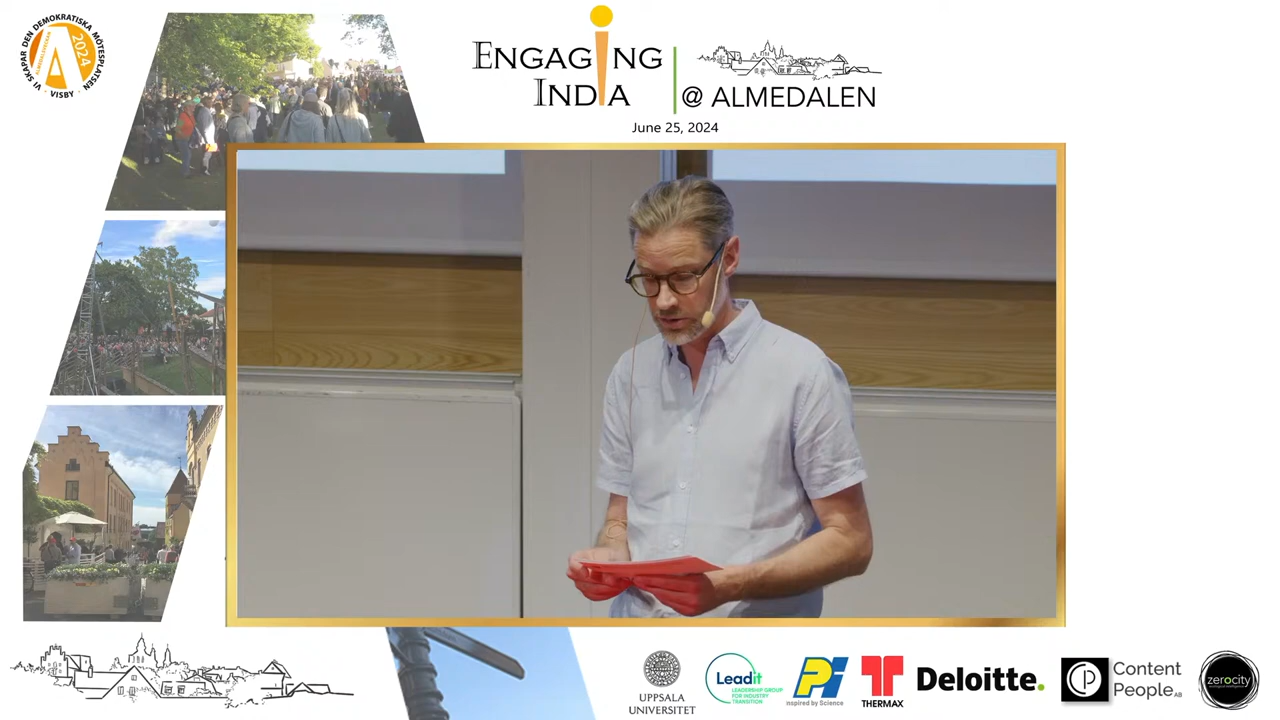 VI SKAPAR DEN DEMOKRATISKA MÖTESPLATSEN
2024
· VISBY ·
ENGAGING
INDIA
@ ALMEDALEN
June 25, 2024
UPPSALA
UNIVERSITET
Leadit
LEADERSHIP GROUP
FOR INDUSTRY
TRANSITION
Pi
Inspired by Science
THERMAX
Deloitte.
Content
People AB
zerocity